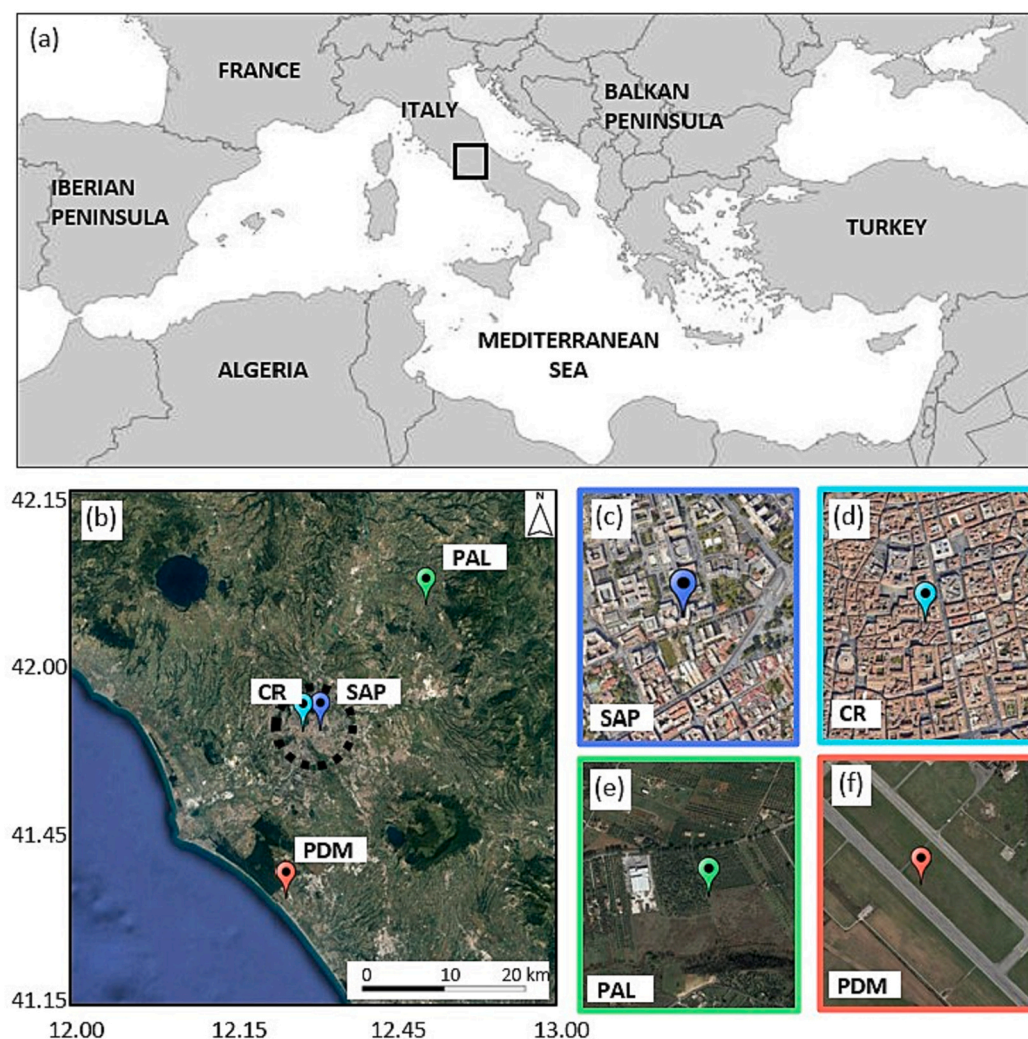 (a)
FRANCE
ITALY
BALKAN
PENINSULA
IBERIAN
PENINSULA
TURKEY
MEDITERRANEAN
SEA
ALGERIA
42.15
42.00
41.45
41.15
12.00 12.15 12.45 13.00
(b)
N
PAL
CR SAP
PDM
0 10 20 km
(c)
SAP
(d)
CR
(e)
PAL
(f)
PDM